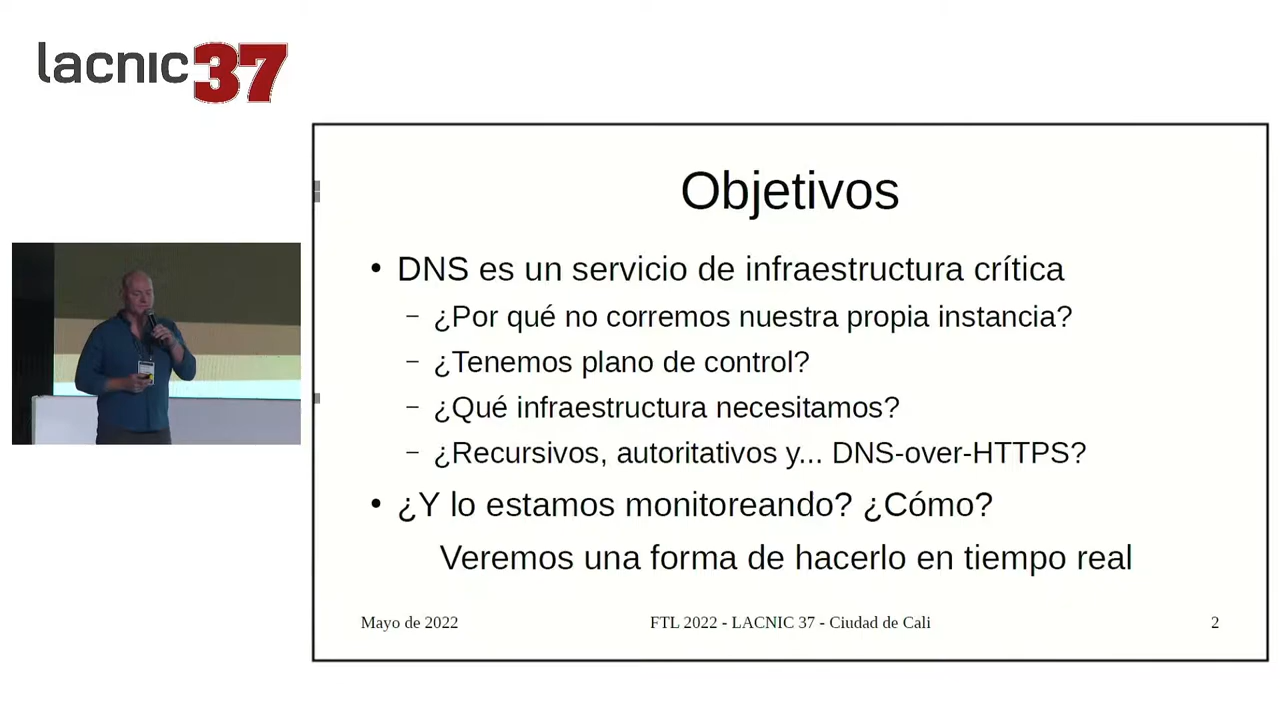 lacnic 37
Objetivos
• DNS es un servicio de infraestructura crítica
– ¿Por qué no corremos nuestra propia instancia?
– ¿Tenemos plano de control?
– ¿Qué infraestructura necesitamos?
– ¿Recursivos, autoritativos y... DNS-over-HTTPS?
• ¿Y lo estamos monitoreando? ¿Cómo?
Veremos una forma de hacerlo en tiempo real
Mayo de 2022 FTL 2022 - LACNIC 37 - Ciudad de Cali 2